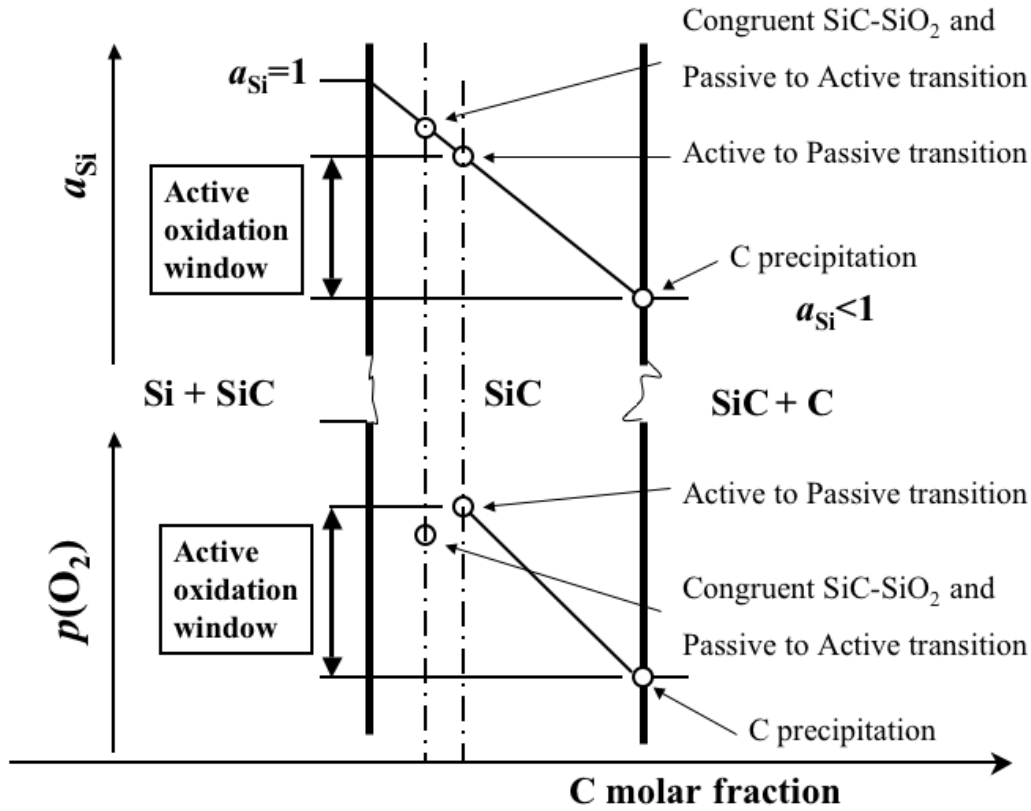 Congruent SiC-SiO₂ and
Passive to Active transition
a_Si=1
Active to Passive transition
a_Si
Active
oxidation
window
C precipitation
a_Si<1
Si + SiC
SiC
SiC + C
Active to Passive transition
p(O₂)
Active
oxidation
window
Congruent SiC-SiO₂ and
Passive to Active transition
C precipitation
C molar fraction